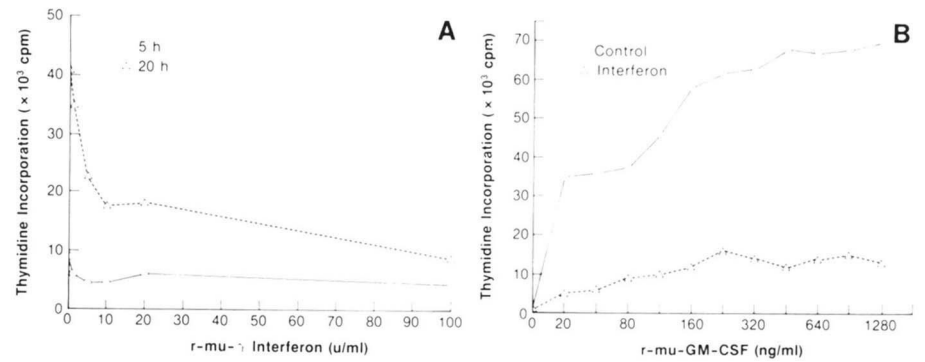 A
Thymidine Incorporation (× 10³ cpm)
50
40
30
20
10
0
5 h
20 h
0 10 20 30 40 50 60 70 80 90 100
r-mu-γ Interferon (u/ml)
B
Thymidine Incorporation (× 10³ cpm)
70
60
50
40
30
20
10
0
Control
Interferon
0 20 80 160 320 640 1280
r-mu-GM-CSF (ng/ml)